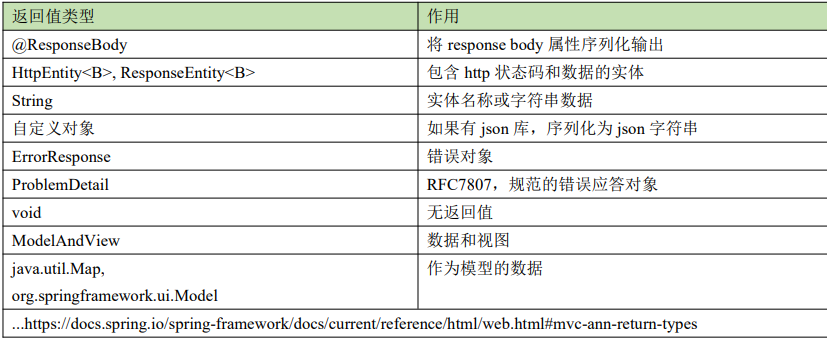 返回值类型 作用
@ResponseBody 将 response body 属性序列化输出
HttpEntity<B>, ResponseEntity<B> 包含 http 状态码和数据的实体
String 实体名称或字符串数据
自定义对象 如果有 json 库，序列化为 json 字符串
ErrorResponse 错误对象
ProblemDetail RFC7807，规范的错误应答对象
void 无返回值
ModelAndView 数据和视图
java.util.Map, 作为模型的数据
org.springframework.ui.Model
...https://docs.spring.io/spring-framework/docs/current/reference/html/web.html#mvc-ann-return-types